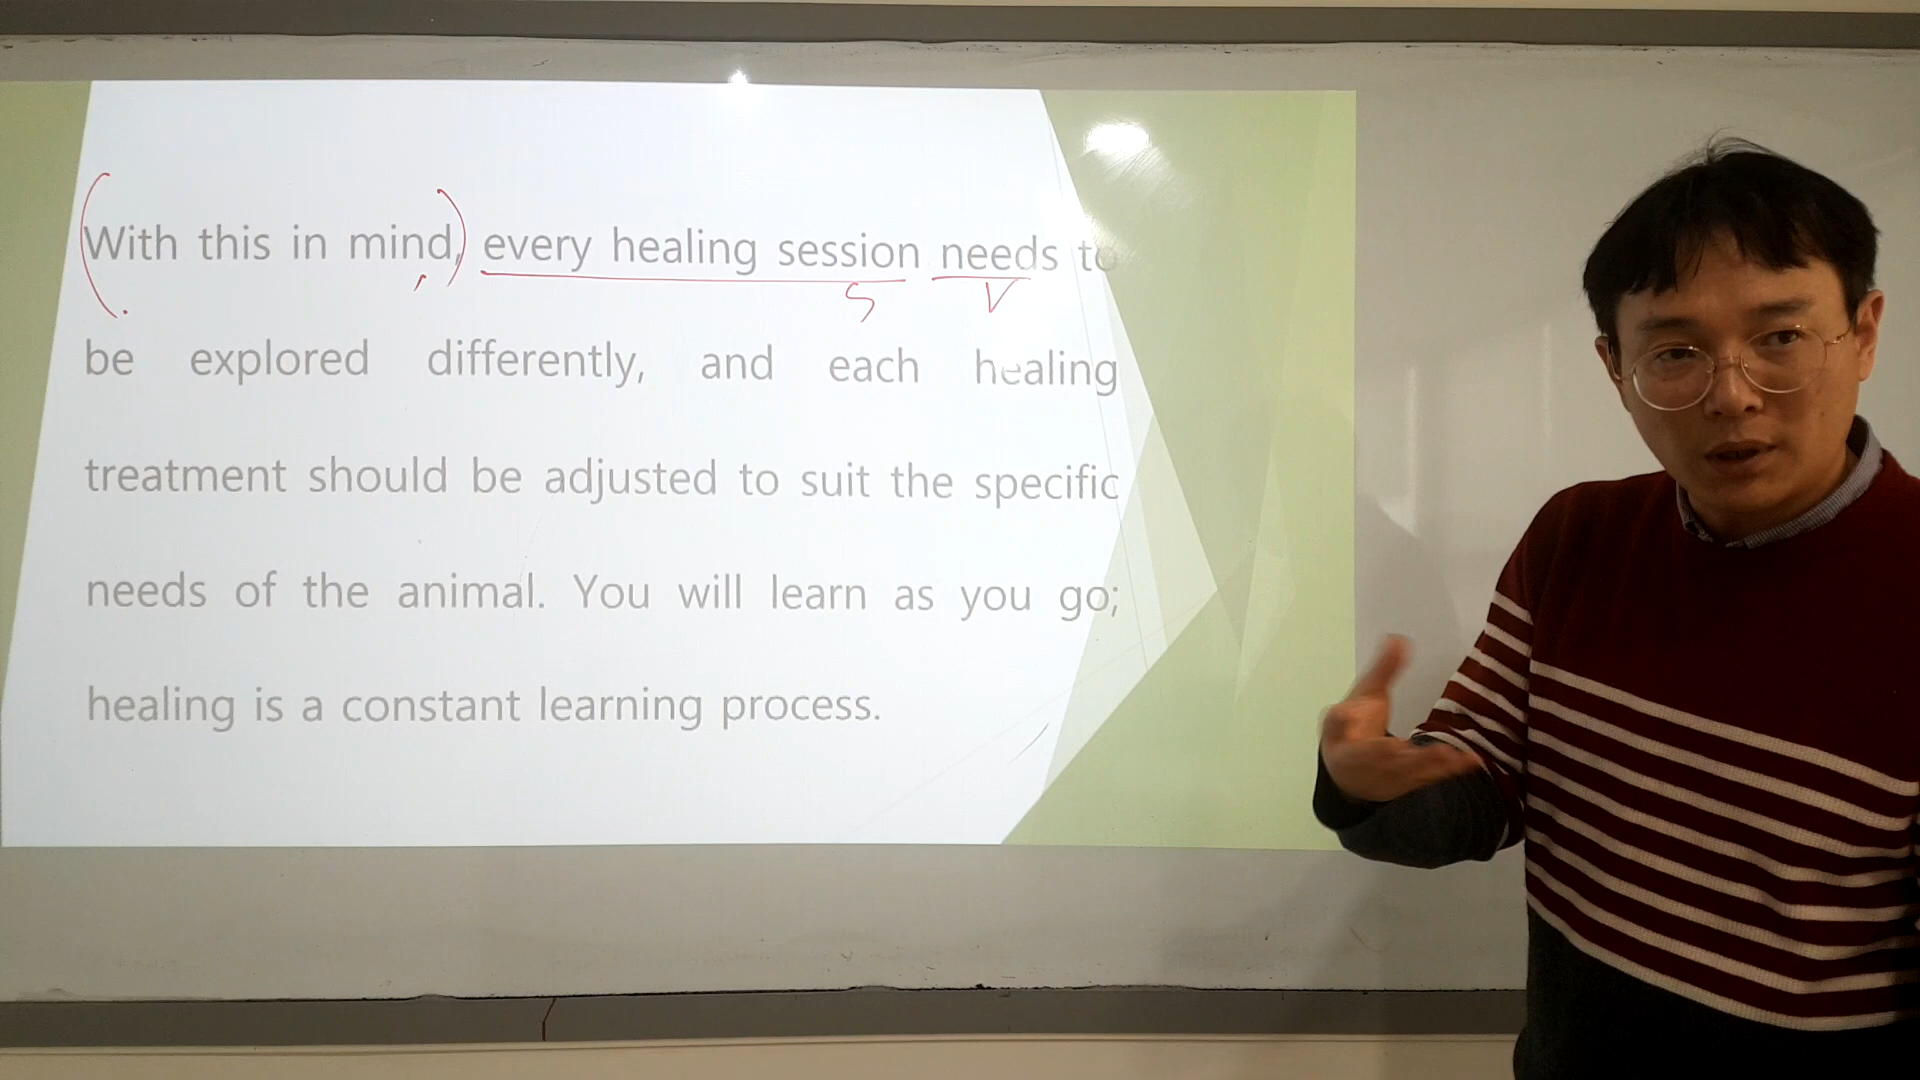 With this in mind, every healing session needs to
S V
be explored differently, and each healing
treatment should be adjusted to suit the specific
needs of the animal. You will learn as you go;
healing is a constant learning process.